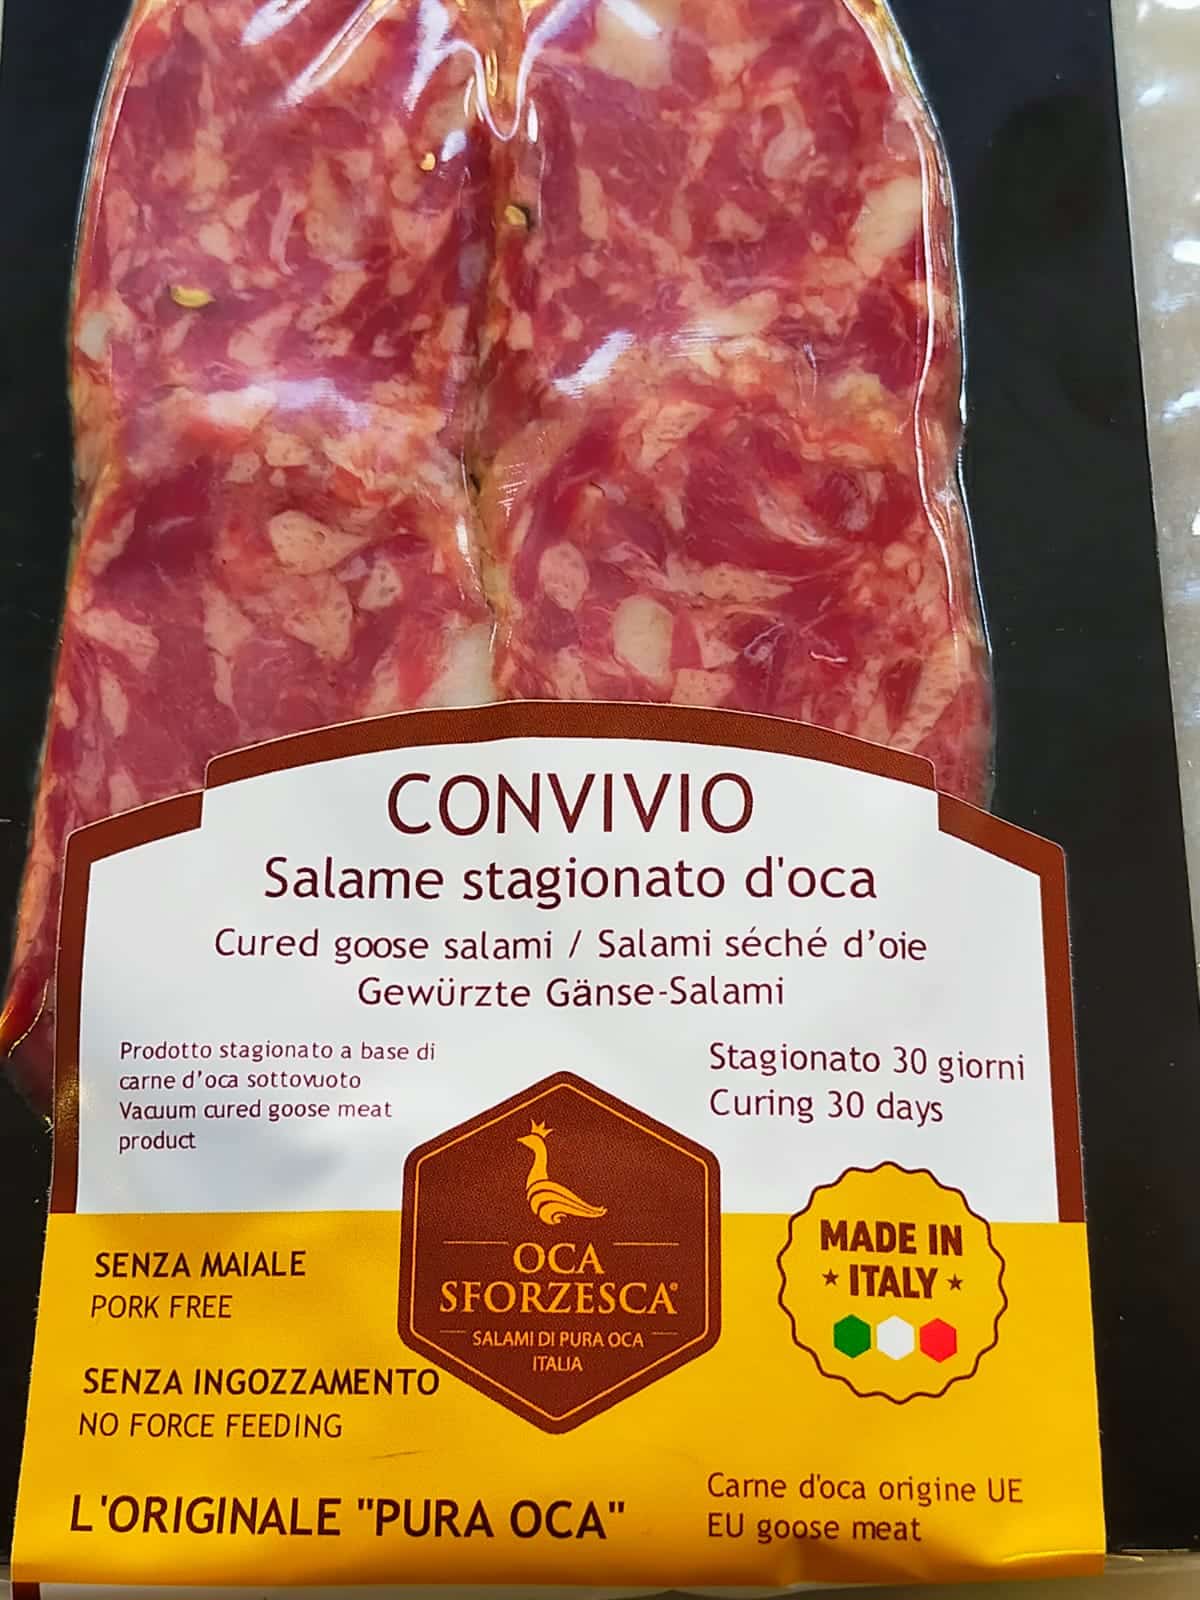 CONVIVIO
Salame stagionato d'oca
Cured goose salami / Salami séché d'oie
Gewürzte Gänse-Salami
Prodotto stagionato a base di
carne d'oca sottovuoto
Vacuum cured goose meat
product
Stagionato 30 giorni
Curing 30 days
SENZA MAIALE
PORK FREE
SENZA INGOZZAMENTO
NO FORCE FEEDING
OCA
SFORZESCA®
SALAMI DI PURA OCA
ITALIA
MADE IN
ITALY
L'ORIGINALE "PURA OCA"
Carne d'oca origine UE
EU goose meat